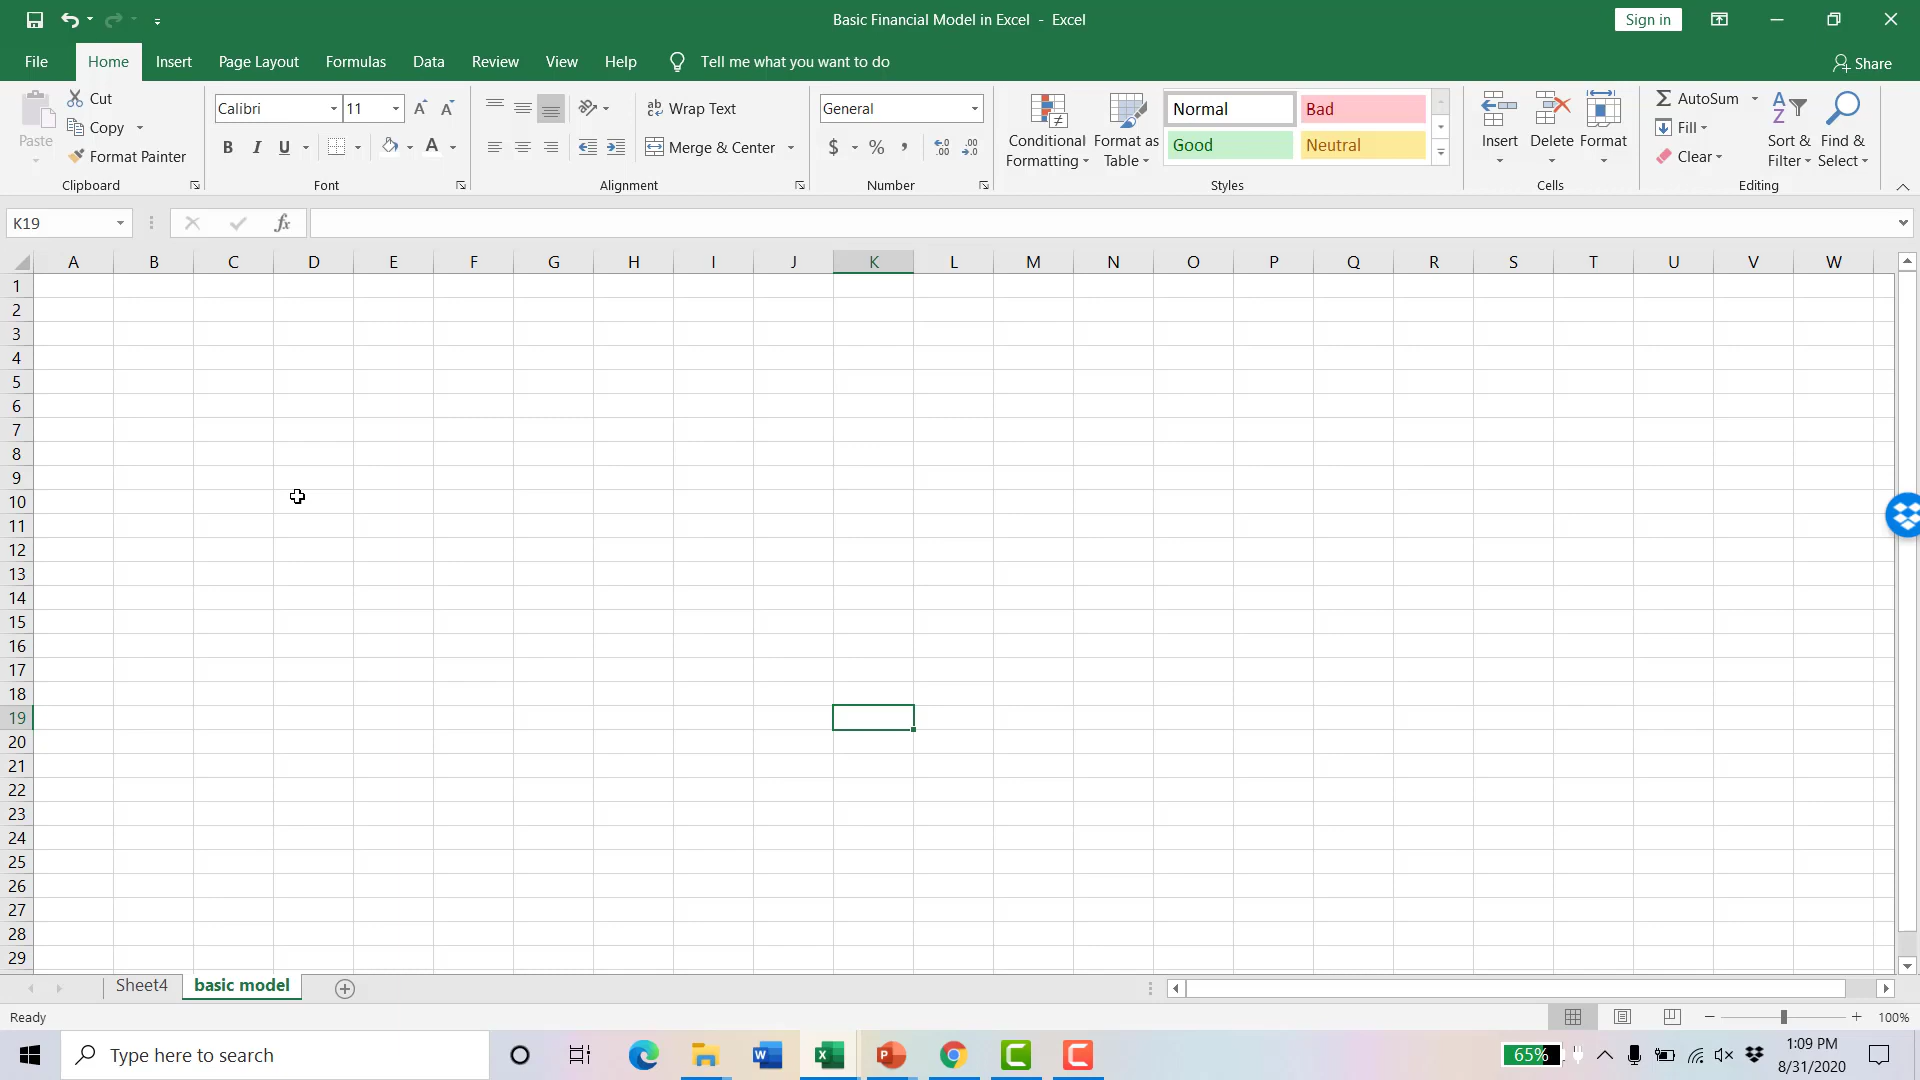 Basic Financial Model in Excel - Excel
Sign in
File Home Insert Page Layout Formulas Data Review View Help Tell me what you want to do Share
Paste
Cut
Copy
Format Painter
Clipboard
Calibri 11
B I U
Font
Wrap Text
Merge & Center
Alignment
General
$ % ,
Number
Conditional Formatting
Format as Table
Normal Bad
Good Neutral
Styles
Insert Delete Format
Cells
AutoSum
Fill
Clear
Sort & Filter
Find & Select
Editing
K19
fx
A B C D E F G H I J K L M N O P Q R S T U V W
1
2
3
4
5
6
7
8
9
10
11
12
13
14
15
16
17
18
19
20
21
22
23
24
25
26
27
28
29
Sheet4 basic model
Ready
100%
Type here to search
65%
1:09 PM
8/31/2020